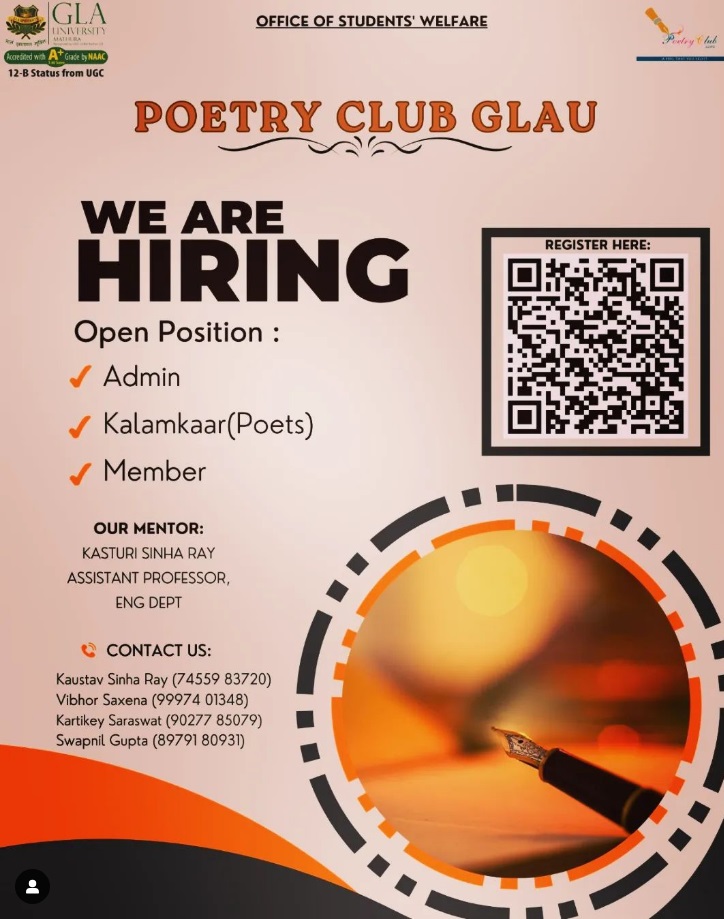 GLA
UNIVERSITY
MATHURA
Accredited with A+ Grade by NAAC
12-B Status from UGC
OFFICE OF STUDENTS' WELFARE
Poetry Club
POETRY CLUB GLAU
WE ARE
HIRING
Open Position :
Admin
Kalamkaar(Poets)
Member
REGISTER HERE:
OUR MENTOR:
KASTURI SINHA RAY
ASSISTANT PROFESSOR,
ENG DEPT
CONTACT US:
Kaustav Sinha Ray (74559 83720)
Vibhor Saxena (99974 01348)
Kartikey Saraswat (90277 85079)
Swapnil Gupta (89791 80931)